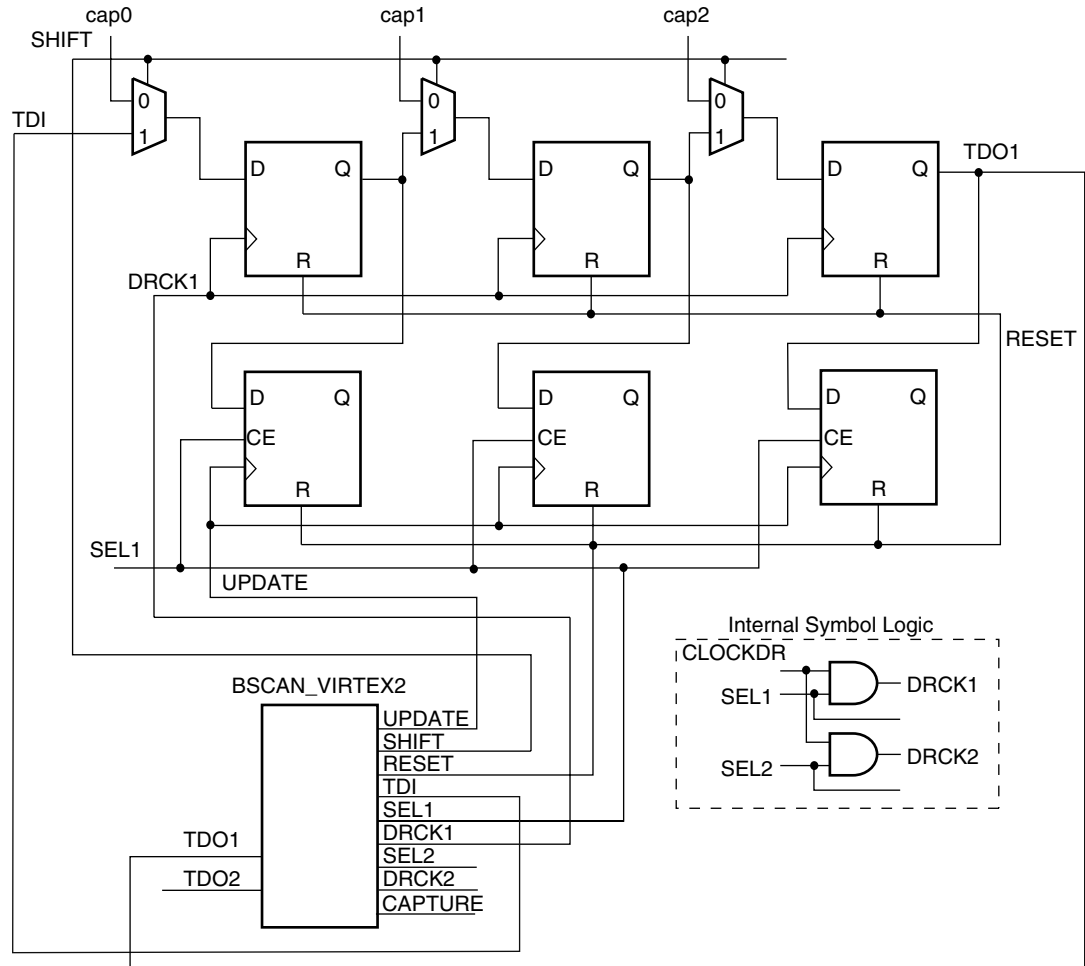 cap0 cap1 cap2
SHIFT
0 0 0
TDI 1 1 1
TDO1
D Q D Q D Q
R R R
DRCK1
RESET
D Q D Q D Q
CE CE CE
R R R
SEL1
UPDATE
Internal Symbol Logic
CLOCKDR
DRCK1
SEL1
DRCK2
SEL2
BSCAN_VIRTEX2
UPDATE
SHIFT
RESET
TDI
SEL1
TDO1 DRCK1
SEL2
TDO2 DRCK2
CAPTURE